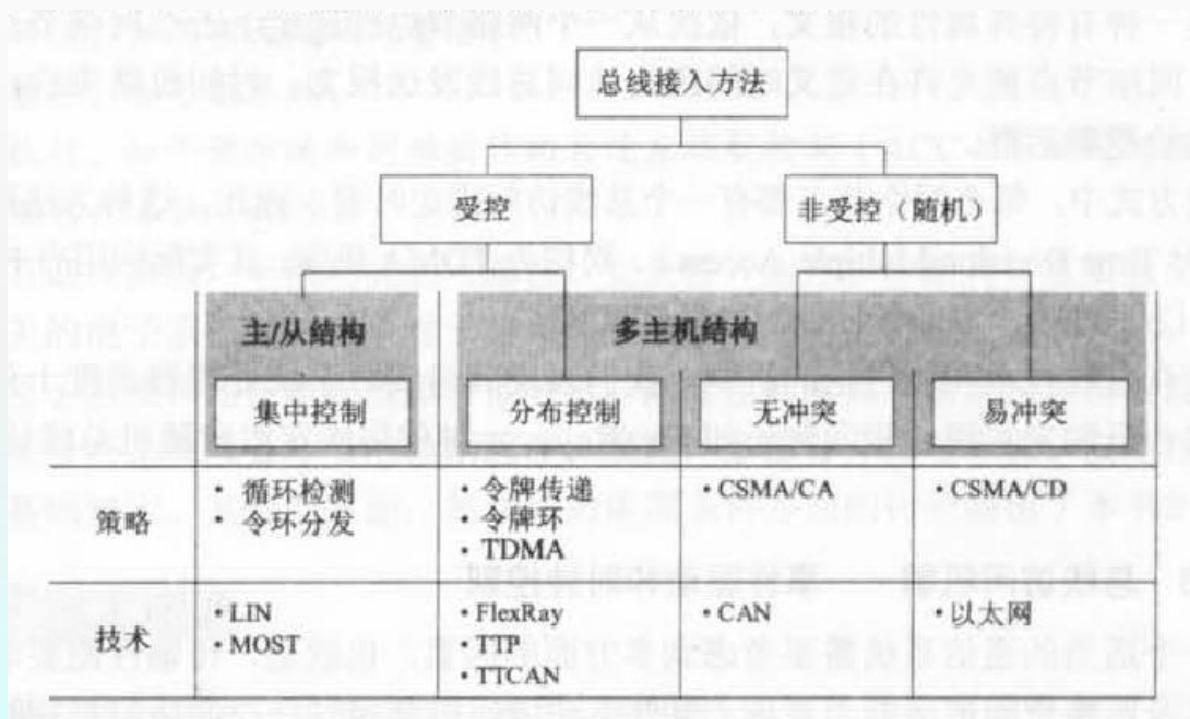 总线接入方法
受控
非受控（随机）
主/从结构
多主机结构
集中控制
分布控制
无冲突
易冲突
策略
· 循环检测
· 令环分发
· 令牌传递
· 令牌环
· TDMA
· CSMA/CA
· CSMA/CD
技术
· LIN
· MOST
· FlexRay
· TTP
· TTCAN
· CAN
· 以太网